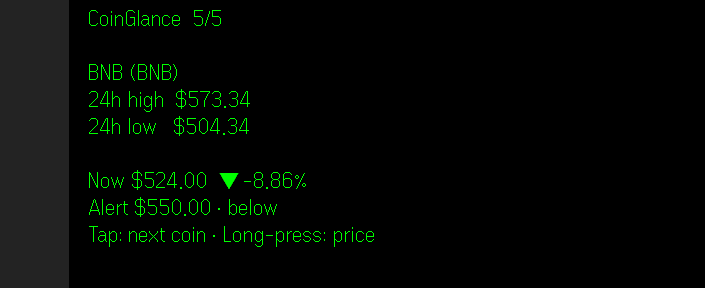 CoinGlance 5/5
BNB (BNB)
24h high $573.34
24h low $504.34
Now $524.00 ▼ -8.86%
Alert $550.00 · below
Tap: next coin · Long-press: price